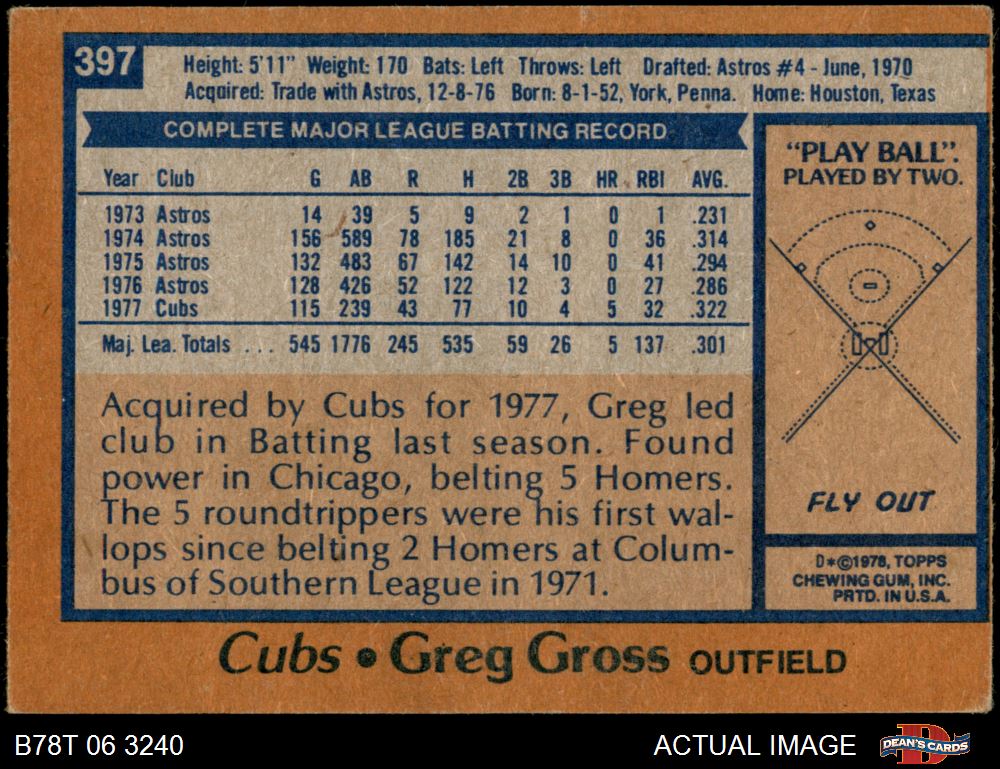 397
Height: 5'11" Weight: 170 Bats: Left Throws: Left Drafted: Astros #4 - June, 1970
Acquired: Trade with Astros, 12-8-76 Born: 8-1-52, York, Penna. Home: Houston, Texas
COMPLETE MAJOR LEAGUE BATTING RECORD
Year Club G AB R H 2B 3B HR RBI AVG.
1973 Astros 14 39 5 9 2 1 0 1 .231
1974 Astros 156 589 78 185 21 8 0 36 .314
1975 Astros 132 483 67 142 14 10 0 41 .294
1976 Astros 128 426 52 122 12 3 0 27 .286
1977 Cubs 115 239 43 77 10 4 5 32 .322
Maj. Lea. Totals ... 545 1776 245 535 59 26 5 137 .301
Acquired by Cubs for 1977, Greg led
club in Batting last season. Found
power in Chicago, belting 5 Homers.
The 5 roundtrippers were his first wal-
lops since belting 2 Homers at Colum-
bus of Southern League in 1971.
"PLAY BALL".
PLAYED BY TWO.
FLY OUT
D*©1978, TOPPS
CHEWING GUM, INC.
PRTD. IN U.S.A.
Cubs • Greg Gross OUTFIELD
B78T 06 3240
ACTUAL IMAGE
DEAN'S CARDS